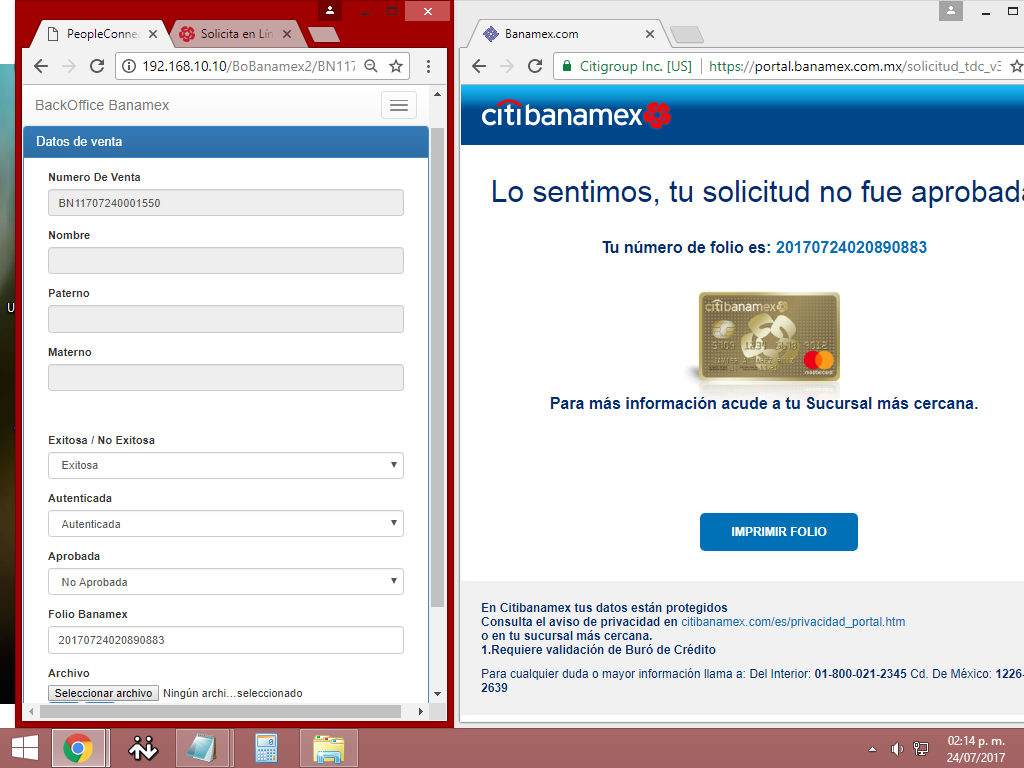 PeopleConne
Solicita en Lín
192.168.10.10/BoBanamex2/BN117
BackOffice Banamex
Datos de venta
Numero De Venta
BN11707240001550
Nombre
Paterno
Materno
Exitosa / No Exitosa
Exitosa
Autenticada
Autenticada
Aprobada
No Aprobada
Folio Banamex
20170724020890883
Archivo
Seleccionar archivo Ningún archi...seleccionado
Banamex.com
Citigroup Inc. [US] https://portal.banamex.com.mx/solicitud_tdc_v3
citibanamex
Lo sentimos, tu solicitud no fue aprobada
Tu número de folio es: 20170724020890883
citibanamex
mastercard
Para más información acude a tu Sucursal más cercana.
IMPRIMIR FOLIO
En Citibanamex tus datos están protegidos
Consulta el aviso de privacidad en citibanamex.com/es/privacidad_portal.htm
o en tu sucursal más cercana.
1.Requiere validación de Buró de Crédito
Para cualquier duda o mayor información llama a: Del Interior: 01-800-021-2345 Cd. De México: 1226-
2639
U
02:14 p. m.
24/07/2017